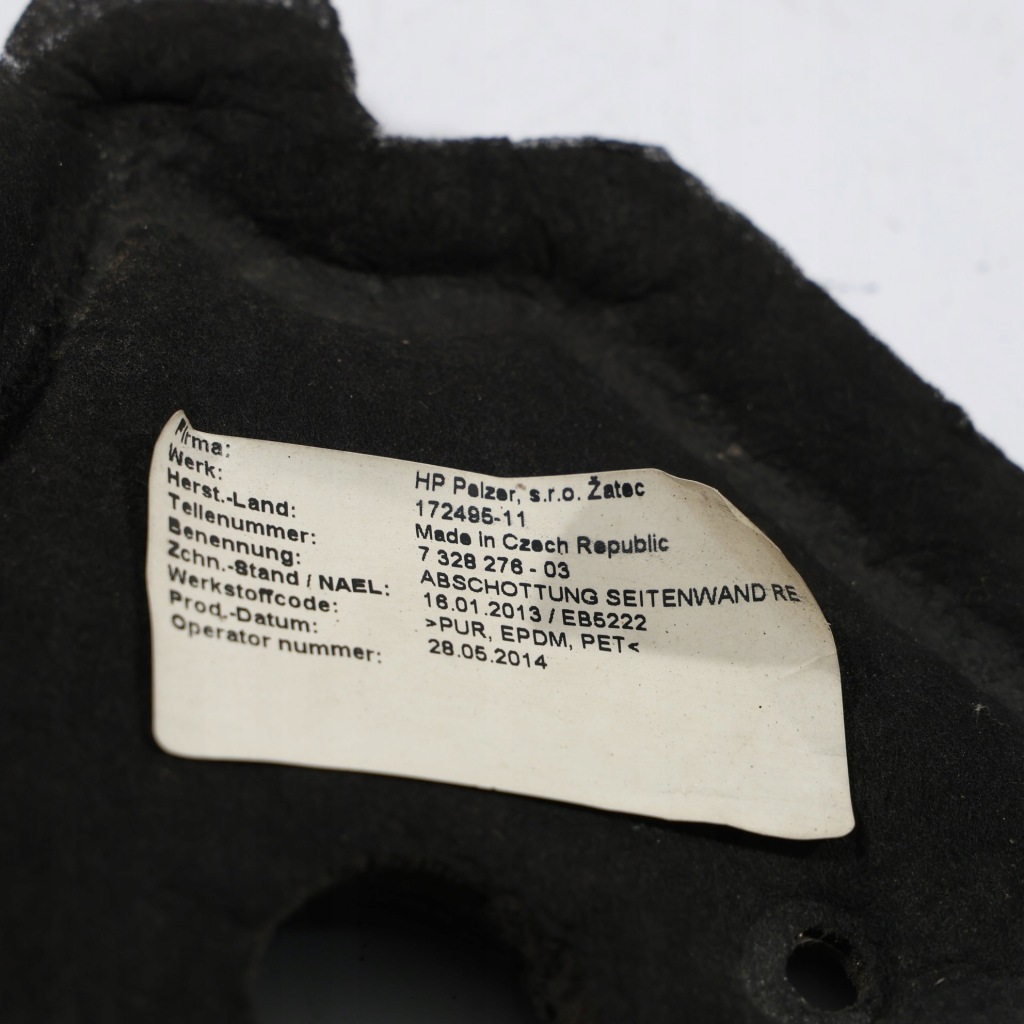 Firma: HP Pelzer, s.r.o. Žatec
Werk: 172495-11
Herst.-Land: Made in Czech Republic
Teilenummer: 7 328 276 - 03
Benennung: ABSCHOTTUNG SEITENWAND RE
Zchn.-Stand / NAEL: 16.01.2013 / EB5222
Werkstoffcode: >PUR, EPDM, PET<
Prod.-Datum: 28.05.2014
Operator nummer: